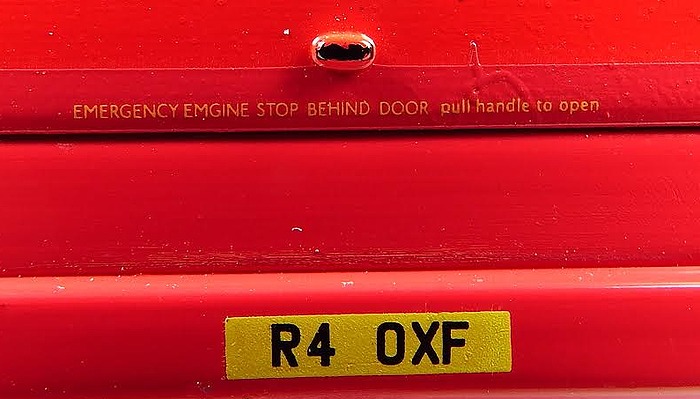 EMERGENCY EMGINE STOP BEHIND DOOR pull handle to open
R4 OXF